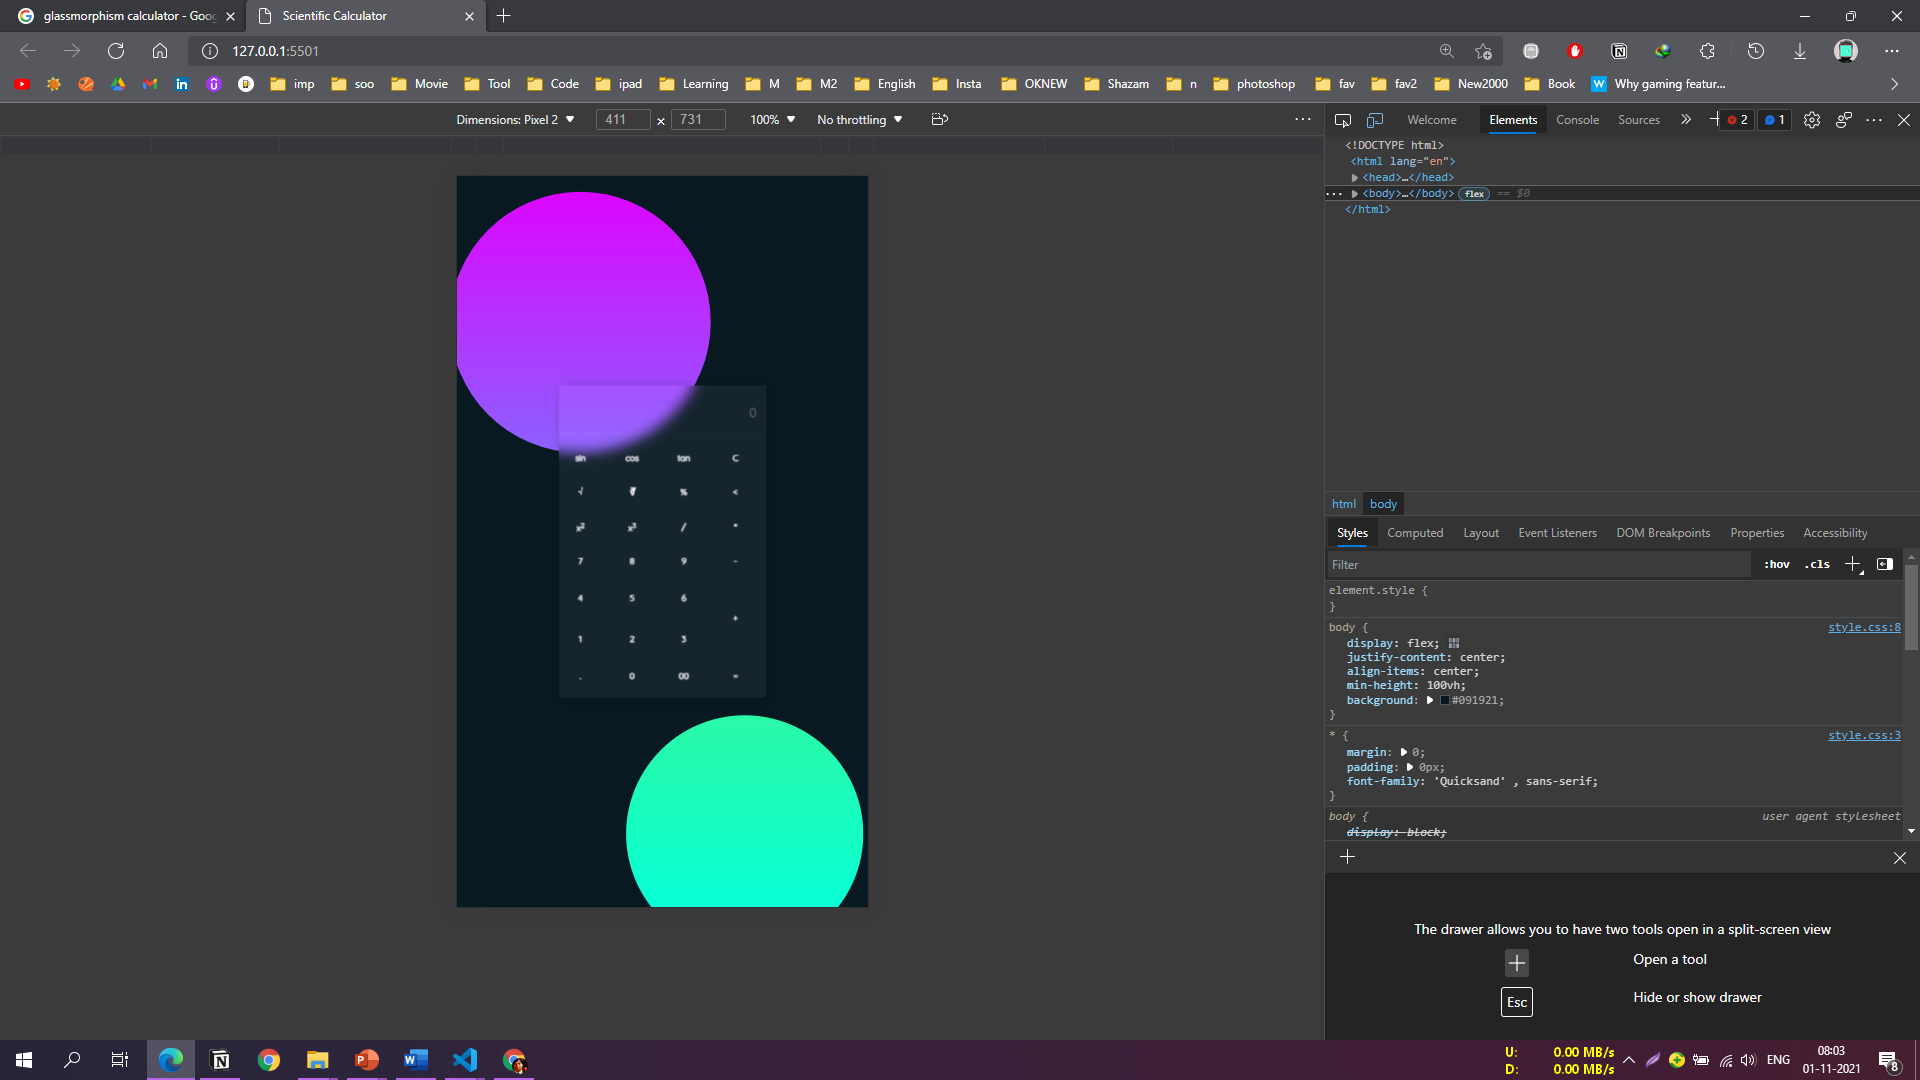 glassmorphism calculator - Goog
Scientific Calculator
127.0.0.1:5501
imp soo Movie Tool Code ipad Learning M M2 English Insta OKNEW Shazam n photoshop fav fav2 New2000 Book Why gaming featur...
Dimensions: Pixel 2 411 x 731 100% No throttling
Welcome Elements Console Sources 2 1
<!DOCTYPE html>
<html lang="en">
<head>…</head>
<body>…</body> flex == $0
</html>
0
sin cos tan C
√ ∛ % <
x² x³ / *
7 8 9 -
4 5 6
+
1 2 3
. 0 00 =
html body
Styles Computed Layout Event Listeners DOM Breakpoints Properties Accessibility
Filter :hov .cls
element.style {
}
body { style.css:8
display: flex;
justify-content: center;
align-items: center;
min-height: 100vh;
background: #091921;
}
* { style.css:3
margin: 0;
padding: 0px;
font-family: 'Quicksand' , sans-serif;
}
body { user agent stylesheet
display: block;
The drawer allows you to have two tools open in a split-screen view
Open a tool
Esc Hide or show drawer
U: 0.00 MB/s
D: 0.00 MB/s
ENG
08:03
01-11-2021
8